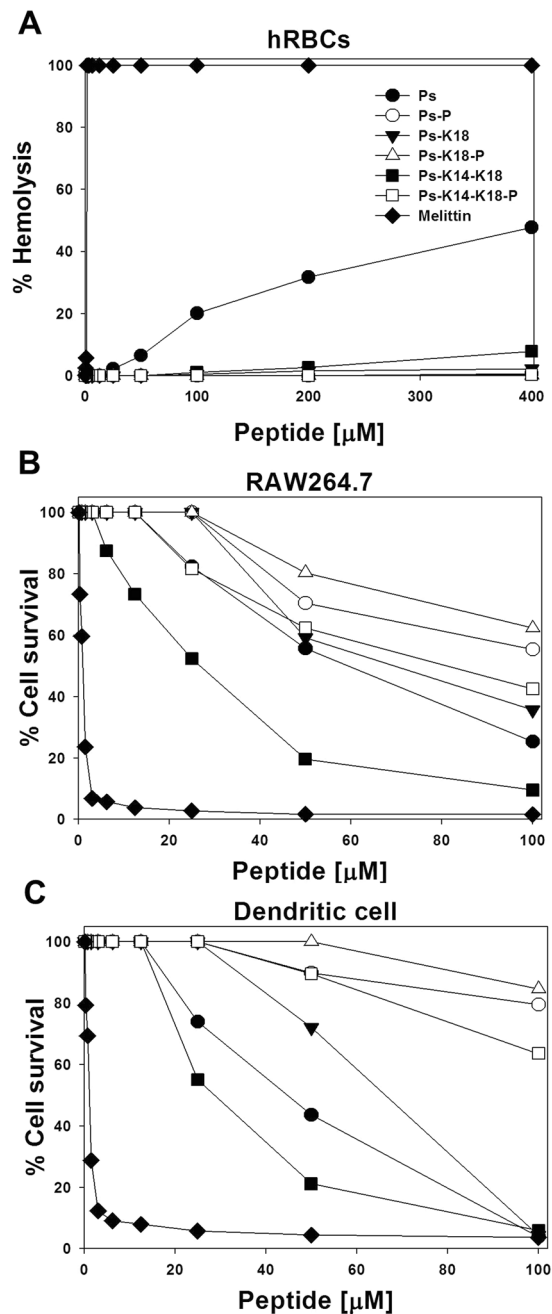 A
hRBCs
100
80
60
40
20
0
% Hemolysis
Ps
Ps-P
Ps-K18
Ps-K18-P
Ps-K14-K18
Ps-K14-K18-P
Melittin
100
200
300
400
Peptide [µM]
B
RAW264.7
100
80
60
40
20
0
% Cell survival
0
20
40
60
80
100
Peptide [µM]
C
Dendritic cell
100
80
60
40
20
0
% Cell survival
0
20
40
60
80
100
Peptide [µM]